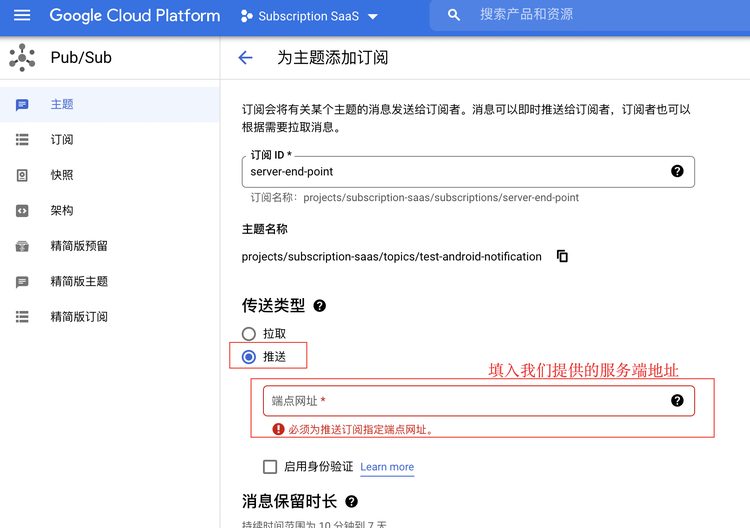 Google Cloud Platform
Subscription SaaS
搜索产品和资源
Pub/Sub
为主题添加订阅
主题
订阅
快照
架构
精简版预留
精简版主题
精简版订阅
订阅会将有关某个主题的消息发送给订阅者。消息可以即时推送给订阅者，订阅者也可以
根据需要拉取消息。
订阅 ID *
server-end-point
订阅名称：projects/subscription-saas/subscriptions/server-end-point
主题名称
projects/subscription-saas/topics/test-android-notification
传送类型
拉取
推送
填入我们提供的服务端地址
端点网址 *
必须为推送订阅指定端点网址。
启用身份验证 Learn more
消息保留时长
持续时间范围为 10 分钟到 7 天